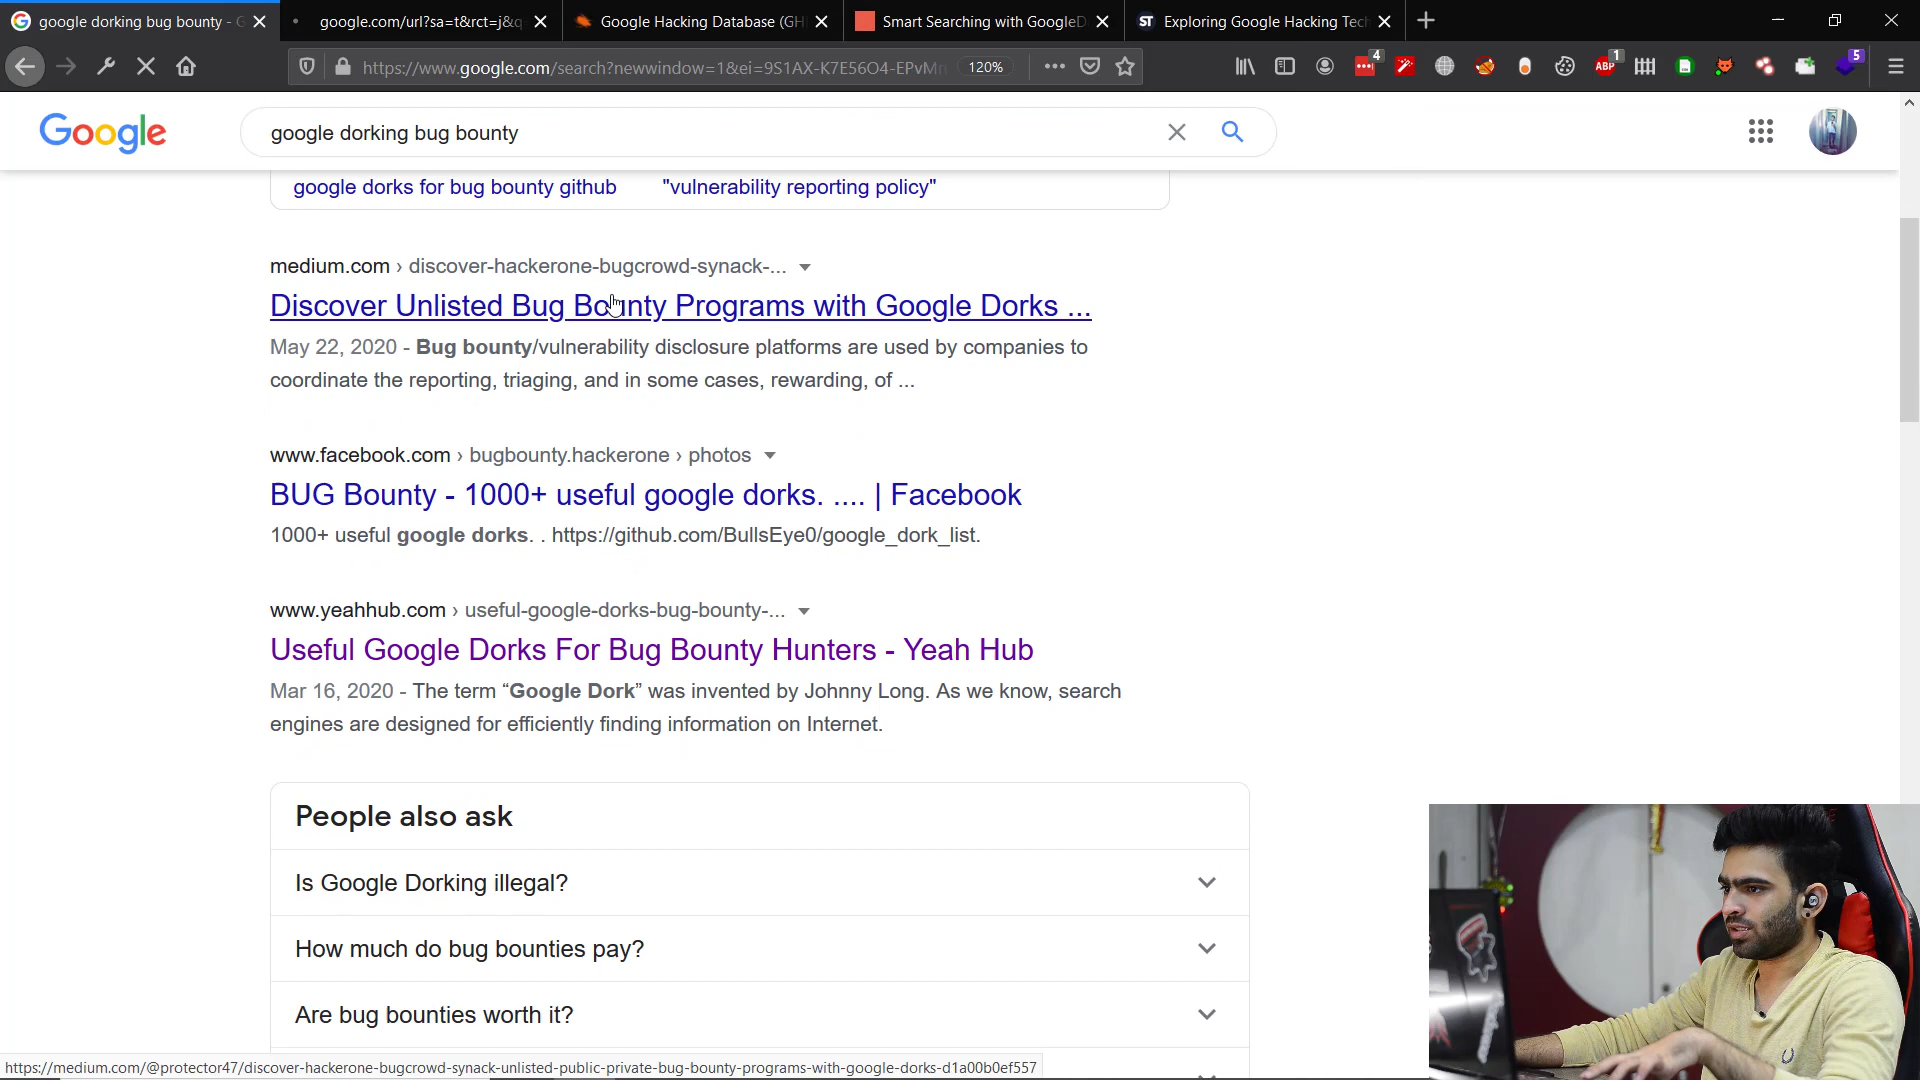 google dorking bug bounty - G
google.com/url?sa=t&rct=j&q
Google Hacking Database (GH
Smart Searching with GoogleD
ST
Exploring Google Hacking Tech
https://www.google.com/search?newwindow=1&ei=9S1AX-K7E56O4-EPvMr
120%
4
ABP
1
5
Google
google dorking bug bounty
google dorks for bug bounty github
"vulnerability reporting policy"
medium.com › discover-hackerone-bugcrowd-synack-...
Discover Unlisted Bug Bounty Programs with Google Dorks ...
May 22, 2020 - Bug bounty/vulnerability disclosure platforms are used by companies to
coordinate the reporting, triaging, and in some cases, rewarding, of ...
www.facebook.com › bugbounty.hackerone › photos
BUG Bounty - 1000+ useful google dorks. .... | Facebook
1000+ useful google dorks. . https://github.com/BullsEye0/google_dork_list.
www.yeahhub.com › useful-google-dorks-bug-bounty-...
Useful Google Dorks For Bug Bounty Hunters - Yeah Hub
Mar 16, 2020 - The term “Google Dork” was invented by Johnny Long. As we know, search
engines are designed for efficiently finding information on Internet.
People also ask
Is Google Dorking illegal?
How much do bug bounties pay?
Are bug bounties worth it?
https://medium.com/@protector47/discover-hackerone-bugcrowd-synack-unlisted-public-private-bug-bounty-programs-with-google-dorks-d1a00b0ef557